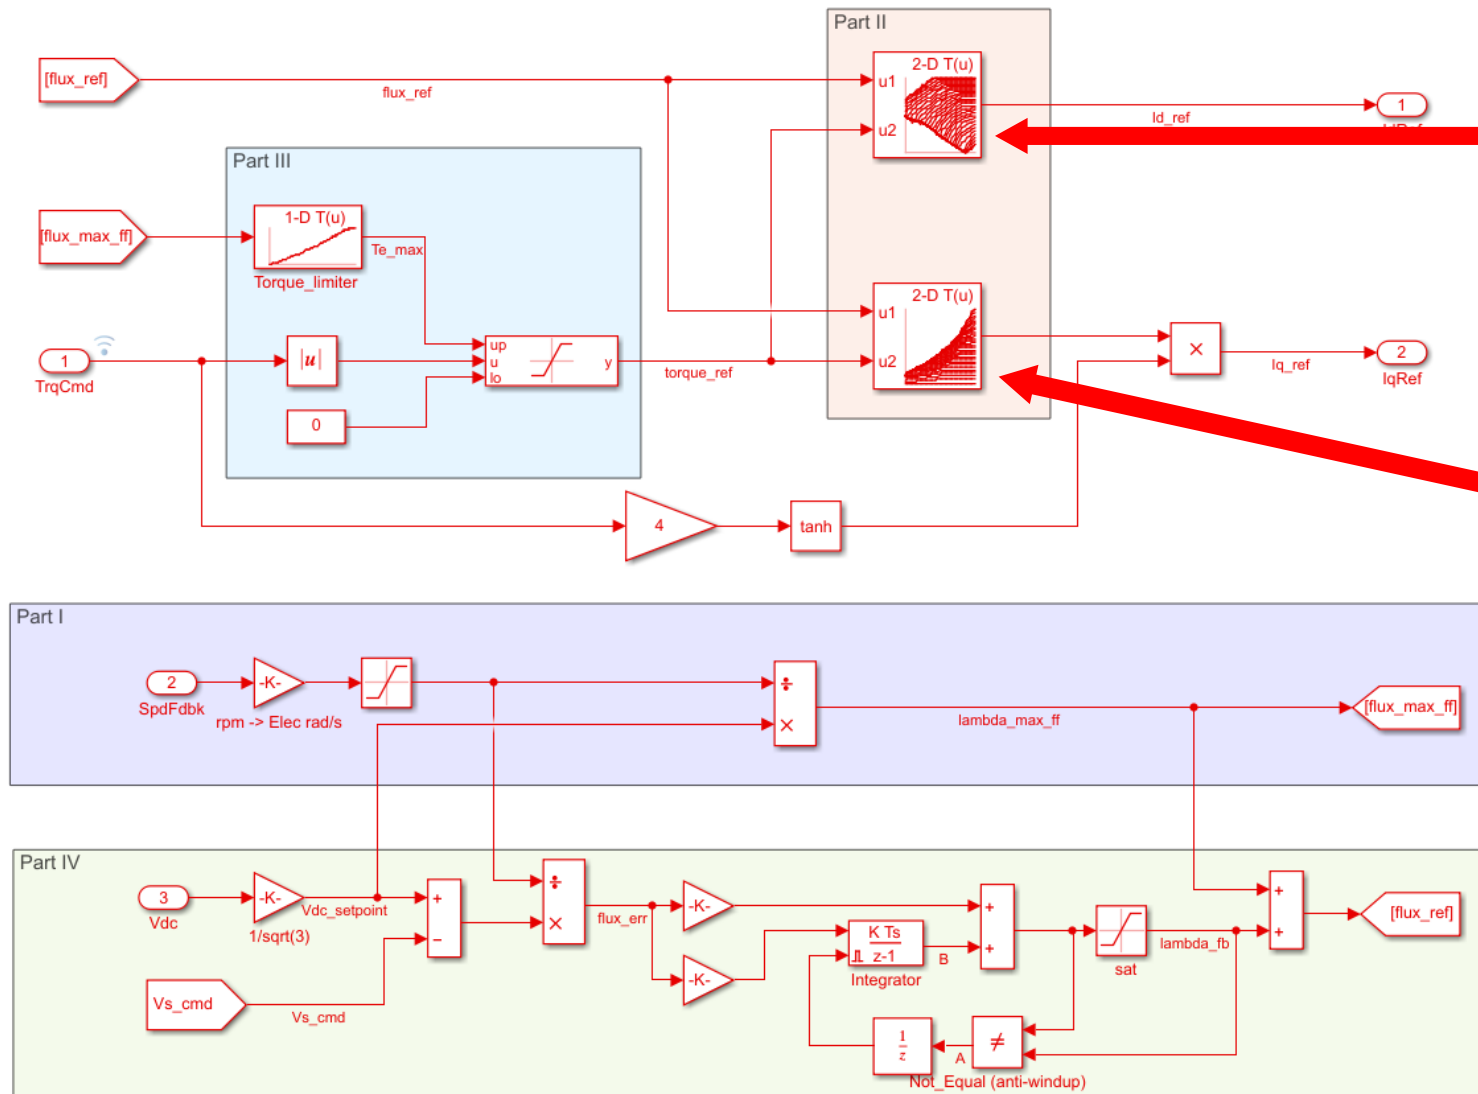 Part II
[flux_ref]
flux_ref
2-D T(u)
u1
u2
Id_ref
1
Part III
[flux_max_ff]
1-D T(u)
Te_max
Torque_limiter
1
TrqCmd
|u|
0
up
u
lo
y
torque_ref
2-D T(u)
u1
u2
×
Iq_ref
2
IqRef
4
tanh
Part I
2
SpdFdbk
-K-
rpm -> Elec rad/s
÷
×
lambda_max_ff
[flux_max_ff]
Part IV
3
Vdc
-K-
1/sqrt(3)
Vdc_setpoint
+
−
÷
×
flux_err
-K-
-K-
K Ts
z-1
Integrator
B
+
+
sat
lambda_fb
+
+
[flux_ref]
Vs_cmd
Vs_cmd
1
z
A
≠
Not_Equal (anti-windup)